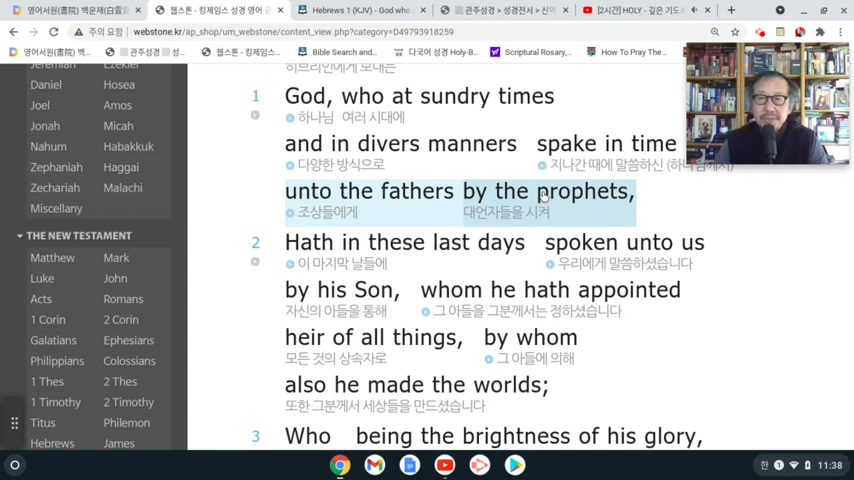 영어서원(書院) 백운재(白雲齋
웹스톤 - 킹제임스 성경 영어 공
Hebrews 1 (KJV) - God who a
관주성경 > 성경전서 > 신약
[2시간] HOLY - 깊은 기도로
주의 요함
webstone.kr/ap_shop/um_webstone/content_view.php?category=D49793918259
영어서원(書院) 백운재(白...
관주성경 성...
웹스톤 - 킹제임스...
Bible Search and...
다국어 성경 Holy-B...
Scriptural Rosary,...
How To Pray The...
Jeremiah Ezekiel
Daniel Hosea
Joel Amos
Jonah Micah
Nahum Habakkuk
Zephaniah Haggai
Zechariah Malachi
Miscellany
THE NEW TESTAMENT
Matthew Mark
Luke John
Acts Romans
1 Corin 2 Corin
Galatians Ephesians
Philippians Colossians
1 Thes 2 Thes
1 Timothy 2 Timothy
Titus Philemon
Hebrews James
히브리인에게 보내는
1 God, who at sundry times
하나님 여러 시대에
and in divers manners spake in time
다양한 방식으로 지나간 때에 말씀하신 (하나님께서)
unto the fathers by the prophets,
조상들에게 대언자들을 시켜
2 Hath in these last days spoken unto us
이 마지막 날들에 우리에게 말씀하셨습니다
by his Son, whom he hath appointed
자신의 아들을 통해 그 아들을 그분께서는 정하셨습니다
heir of all things, by whom
모든 것의 상속자로 그 아들에 의해
also he made the worlds;
또한 그분께서 세상들을 만드셨습니다
3 Who being the brightness of his glory,
한 1 11:38